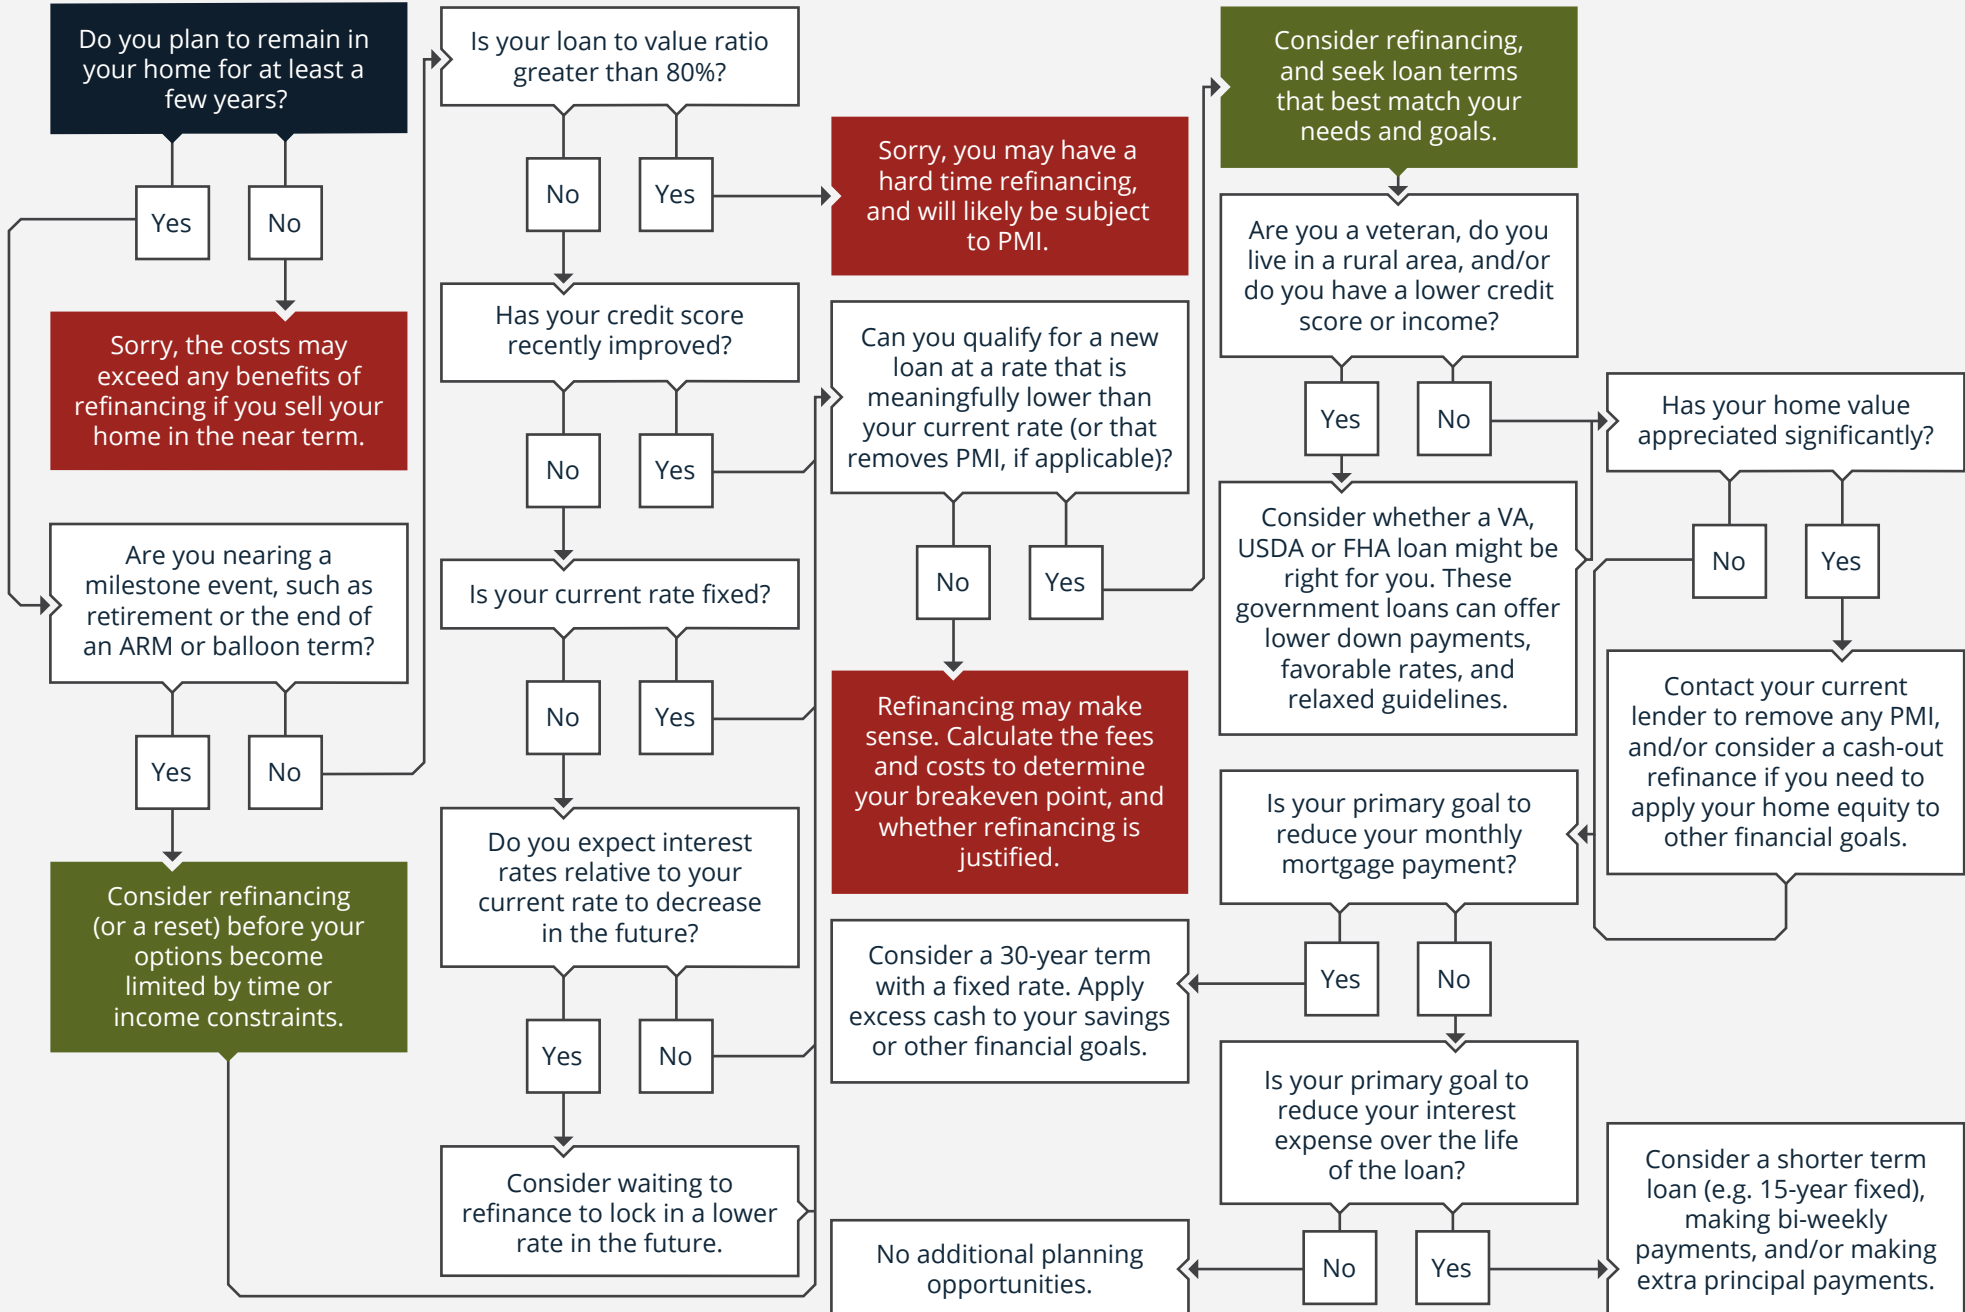 Do you plan to remain in
your home for at least a
few years?
Yes
No
Sorry, the costs may
exceed any benefits of
refinancing if you sell your
home in the near term.
Are you nearing a
milestone event, such as
retirement or the end of
an ARM or balloon term?
Yes
No
Consider refinancing
(or a reset) before your
options become
limited by time or
income constraints.
Is your loan to value ratio
greater than 80%?
No
Yes
Sorry, you may have a
hard time refinancing,
and will likely be subject
to PMI.
Has your credit score
recently improved?
No
Yes
Is your current rate fixed?
No
Yes
Do you expect interest
rates relative to your
current rate to decrease
in the future?
Yes
No
Consider waiting to
refinance to lock in a lower
rate in the future.
Can you qualify for a new
loan at a rate that is
meaningfully lower than
your current rate (or that
removes PMI, if applicable)?
No
Yes
Refinancing may make
sense. Calculate the fees
and costs to determine
your breakeven point, and
whether refinancing is
justified.
Consider refinancing,
and seek loan terms
that best match your
needs and goals.
Are you a veteran, do you
live in a rural area, and/or
do you have a lower credit
score or income?
Yes
No
Consider whether a VA,
USDA or FHA loan might be
right for you. These
government loans can offer
lower down payments,
favorable rates, and
relaxed guidelines.
Has your home value
appreciated significantly?
No
Yes
Contact your current
lender to remove any PMI,
and/or consider a cash-out
refinance if you need to
apply your home equity to
other financial goals.
Is your primary goal to
reduce your monthly
mortgage payment?
Yes
No
Consider a 30-year term
with a fixed rate. Apply
excess cash to your savings
or other financial goals.
Is your primary goal to
reduce your interest
expense over the life
of the loan?
No
Yes
No additional planning
opportunities.
Consider a shorter term
loan (e.g. 15-year fixed),
making bi-weekly
payments, and/or making
extra principal payments.